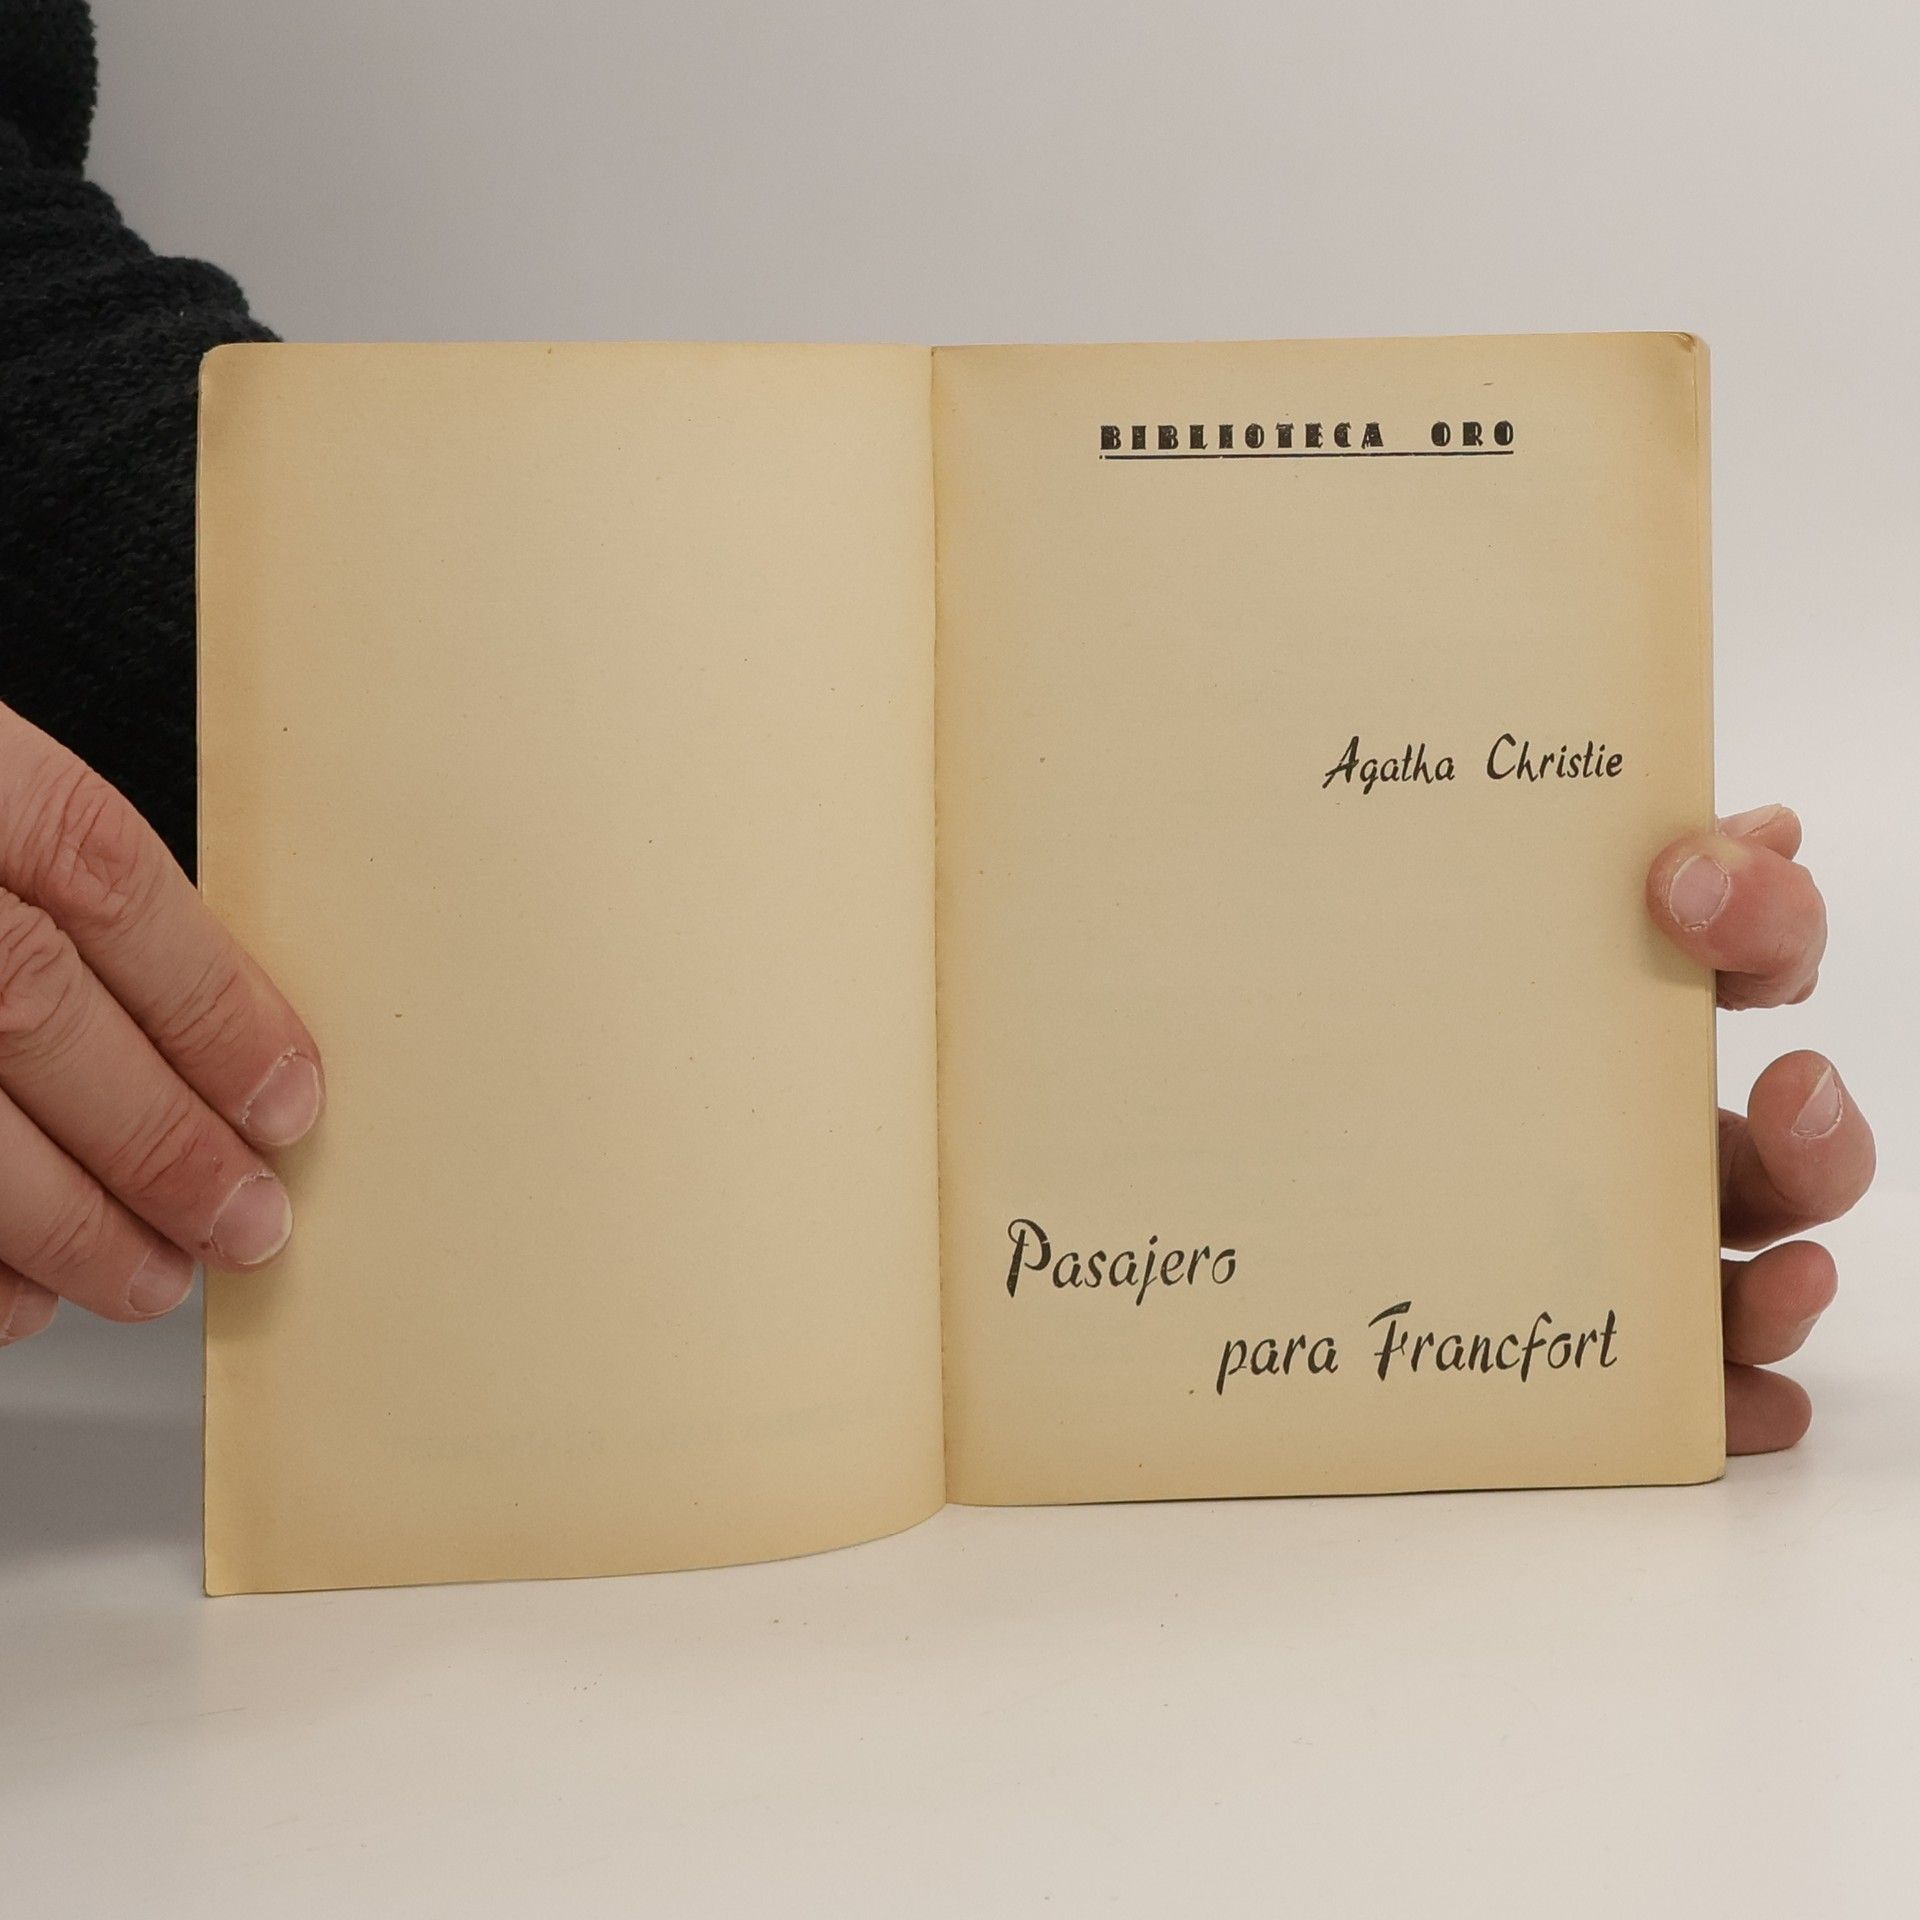 BIBLIOTECA ORO
Agatha Christie
Pasajero
para Francfort